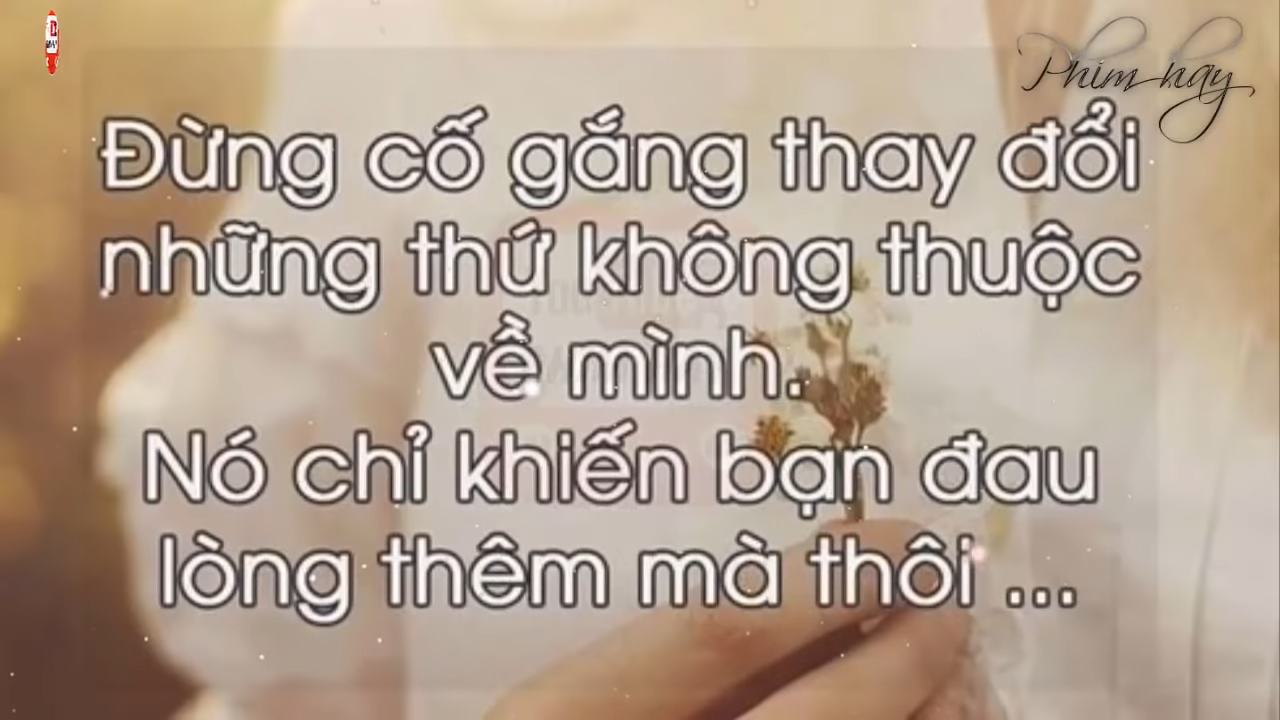 Phim hay
Đừng cố gắng thay đổi
những thứ không thuộc
về mình.
Nó chỉ khiến bạn đau
lòng thêm mà thôi ...